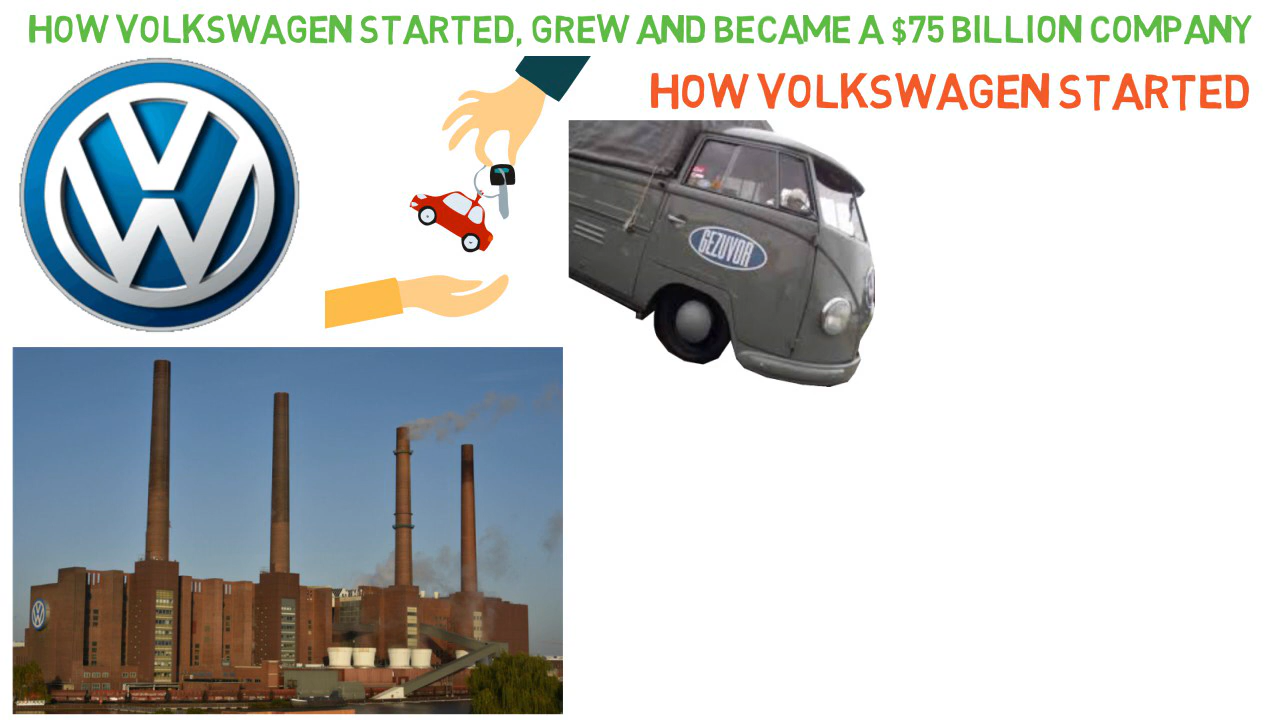 HOW VOLKSWAGEN STARTED, GREW AND BECAME A $75 BILLION COMPANY
HOW VOLKSWAGEN STARTED
GEZUVOR